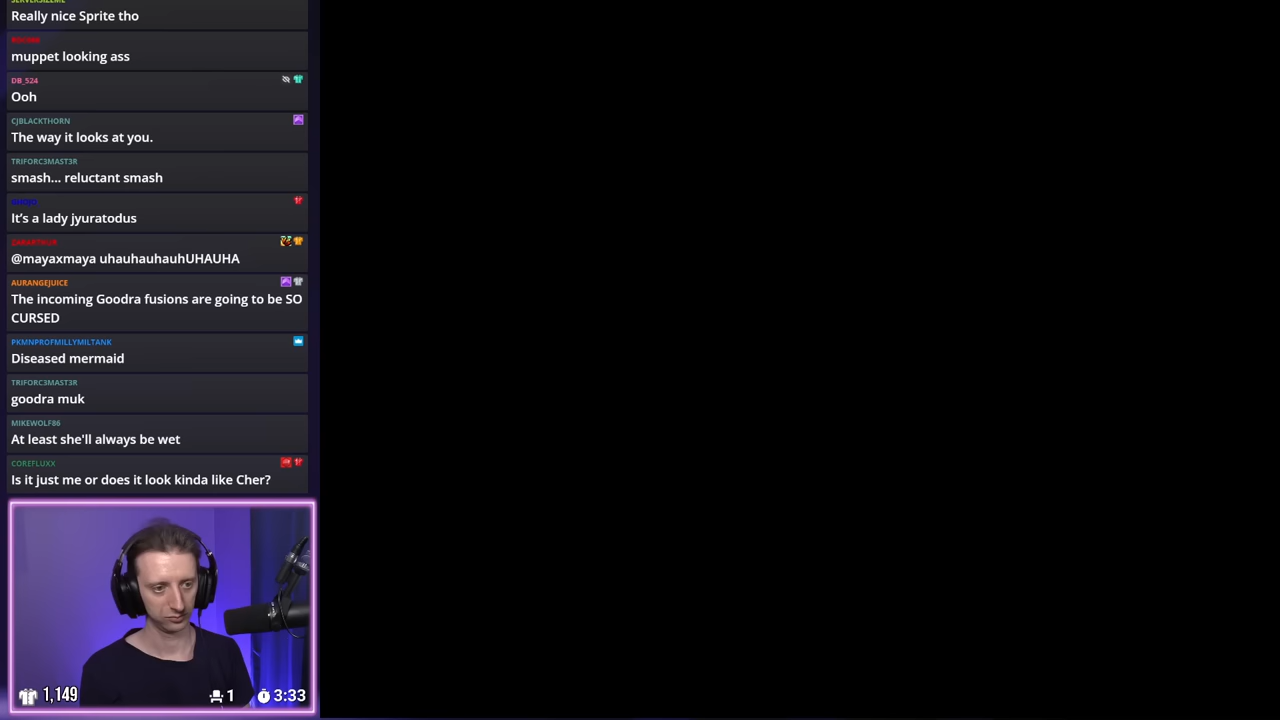 Really nice Sprite tho
muppet looking ass
DB_524
Ooh
CJBLACKTHORN
The way it looks at you.
TRIFORC3MAST3R
smash... reluctant smash
It's a lady jyuratodus
@mayaxmaya uhauhauhauhUHAUHA
AURANGEJUICE
The incoming Goodra fusions are going to be SO
CURSED
PKMNPROFMILLYMILTANK
Diseased mermaid
TRIFORC3MAST3R
goodra muk
MIKEWOLF86
At least she'll always be wet
COREFLUXX
Is it just me or does it look kinda like Cher?
1,149
1
3:33